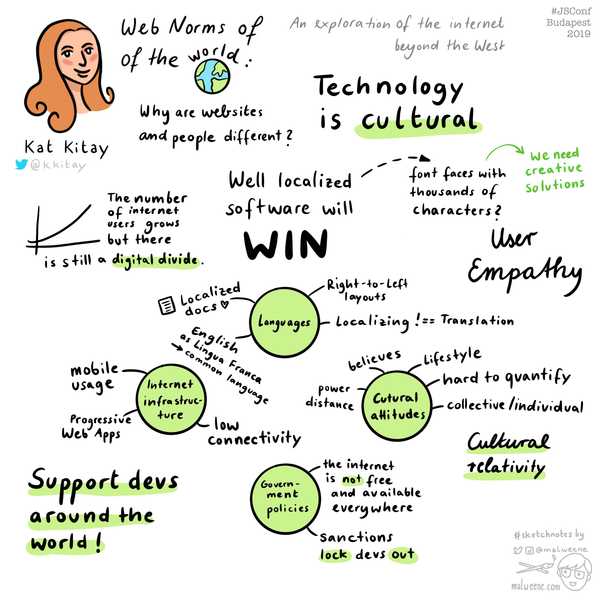 Web Norms of
of the world:
An exploration of the internet
beyond the West
#JSConf
Budapest
2019
Why are websites
and people different?
Technology
is cultural
Kat Kitay
@kkitay
Well localized
software will
WIN
font faces with
thousands of
characters?
We need
creative
solutions
The number
of internet
users grows
but there
is still a digital divide.
User
Empathy
Localized
docs
Right-to-Left
layouts
Languages
Localizing !== Translation
English
as Lingua Franca
common language
mobile
usage
Internet
infrastruc-
ture
Progressive
Web Apps
low
connectivity
believes
Lifestyle
power
distance
Cutural
attitudes
hard to quantify
collective/individual
Cultural
relativity
Support devs
around the
world!
Govern-
ment
policies
the internet
is not free
and available
everywhere
sanctions
lock devs out
#sketchnotes by
@malweene
malweene.com